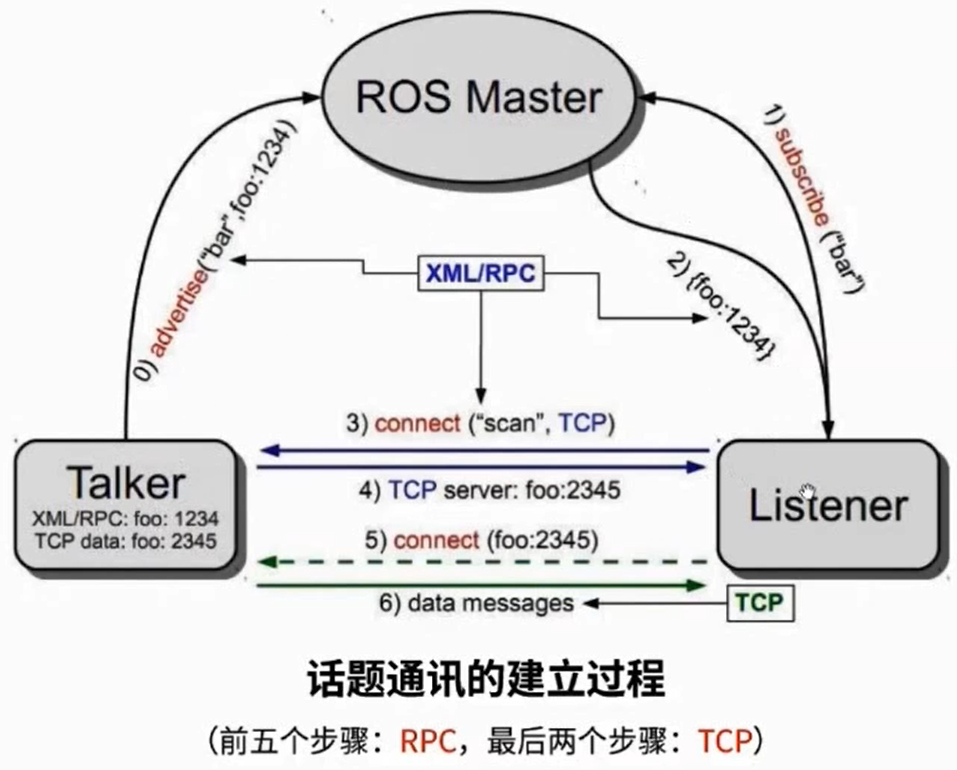 ROS Master
0) advertise("bar",foo:1234)
1) subscribe ("bar")
XML/RPC
2) {foo:1234}
3) connect ("scan", TCP)
4) TCP server: foo:2345
Talker
XML/RPC: foo: 1234
TCP data: foo: 2345
Listener
5) connect (foo:2345)
6) data messages
TCP
话题通讯的建立过程
（前五个步骤：RPC，最后两个步骤：TCP）